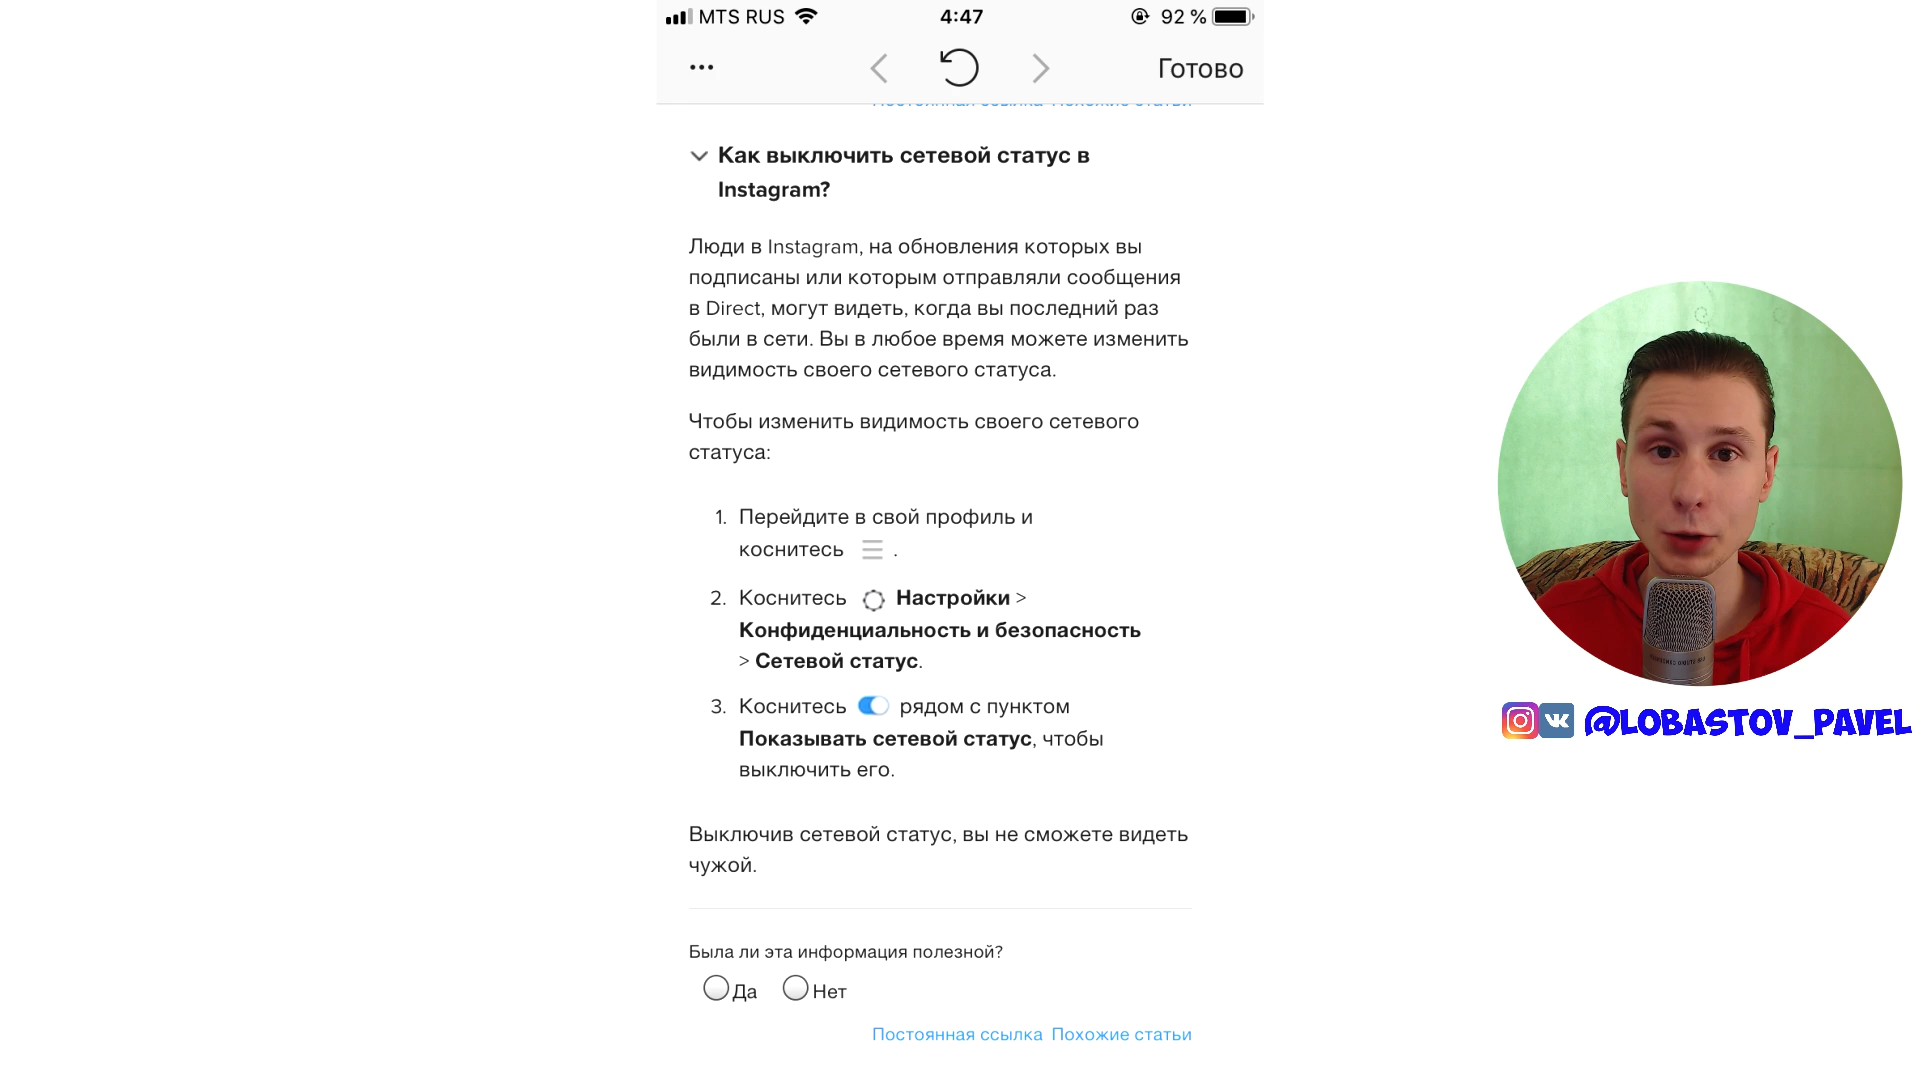 MTS RUS
4:47
92 %
Готово
Постоянная ссылка Похожие статьи
Как выключить сетевой статус в
Instagram?
Люди в Instagram, на обновления которых вы
подписаны или которым отправляли сообщения
в Direct, могут видеть, когда вы последний раз
были в сети. Вы в любое время можете изменить
видимость своего сетевого статуса.
Чтобы изменить видимость своего сетевого
статуса:
1. Перейдите в свой профиль и
коснитесь .
2. Коснитесь Настройки >
Конфиденциальность и безопасность
> Сетевой статус.
3. Коснитесь рядом с пунктом
Показывать сетевой статус, чтобы
выключить его.
Выключив сетевой статус, вы не сможете видеть
чужой.
Была ли эта информация полезной?
Да Нет
Постоянная ссылка Похожие статьи
@LOBASTOV_PAVEL